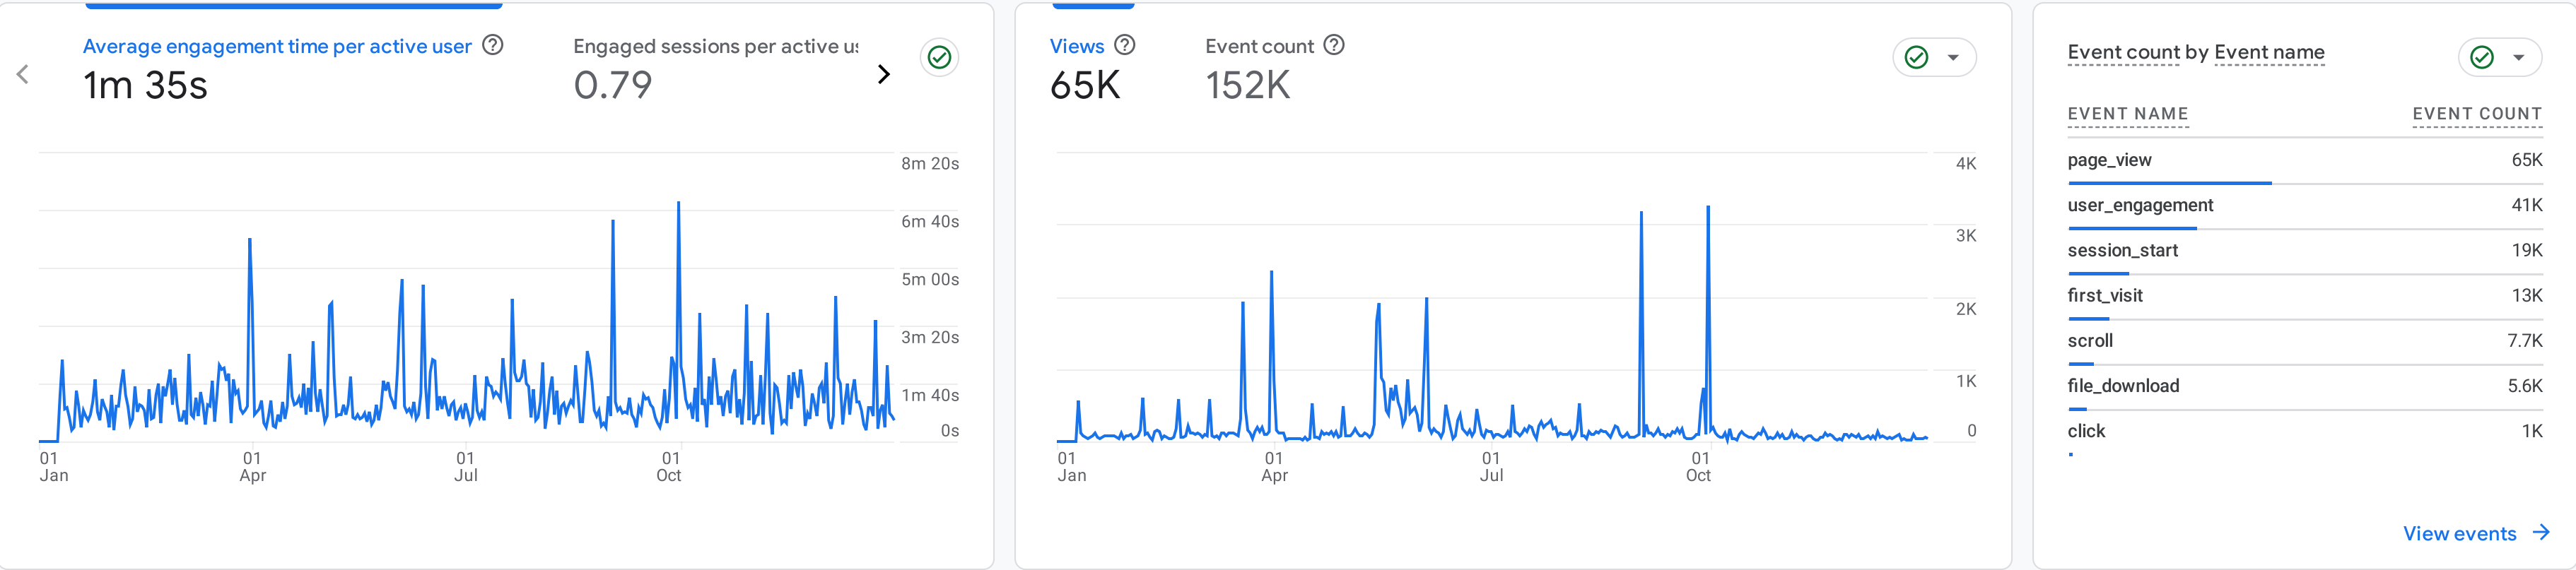 Average engagement time per active user
1m 35s
Engaged sessions per active us
0.79
8m 20s
6m 40s
5m 00s
3m 20s
1m 40s
0s
01 Jan
01 Apr
01 Jul
01 Oct
Views
65K
Event count
152K
4K
3K
2K
1K
0
01 Jan
01 Apr
01 Jul
01 Oct
Event count by Event name
EVENT NAME EVENT COUNT
page_view 65K
user_engagement 41K
session_start 19K
first_visit 13K
scroll 7.7K
file_download 5.6K
click 1K
View events